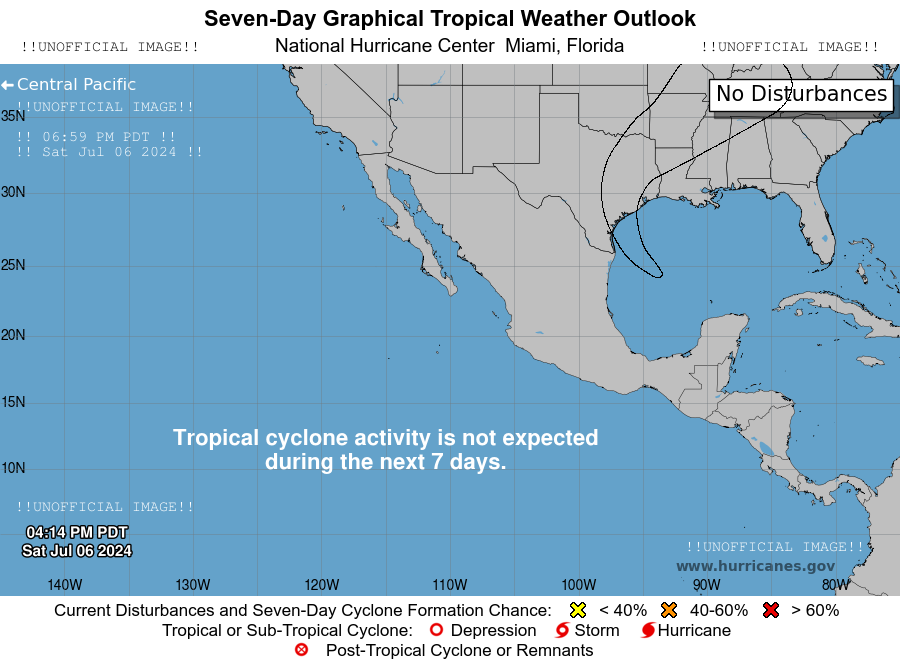 Seven-Day Graphical Tropical Weather Outlook
!!UNOFFICIAL IMAGE!! National Hurricane Center  Miami, Florida !!UNOFFICIAL IMAGE!!
Central Pacific
No Disturbances
!!UNOFFICIAL IMAGE!!
35N
!! 06:59 PM PDT !!
!! Sat Jul 06 2024 !!
30N
25N
20N
15N
Tropical cyclone activity is not expected
during the next 7 days.
10N
!!UNOFFICIAL IMAGE!!
04:14 PM PDT
Sat Jul 06 2024
!!UNOFFICIAL IMAGE!!
www.hurricanes.gov
140W 130W 120W 110W 100W 90W 80W
Current Disturbances and Seven-Day Cyclone Formation Chance: < 40% 40-60% > 60%
Tropical or Sub-Tropical Cyclone: Depression Storm Hurricane
Post-Tropical Cyclone or Remnants